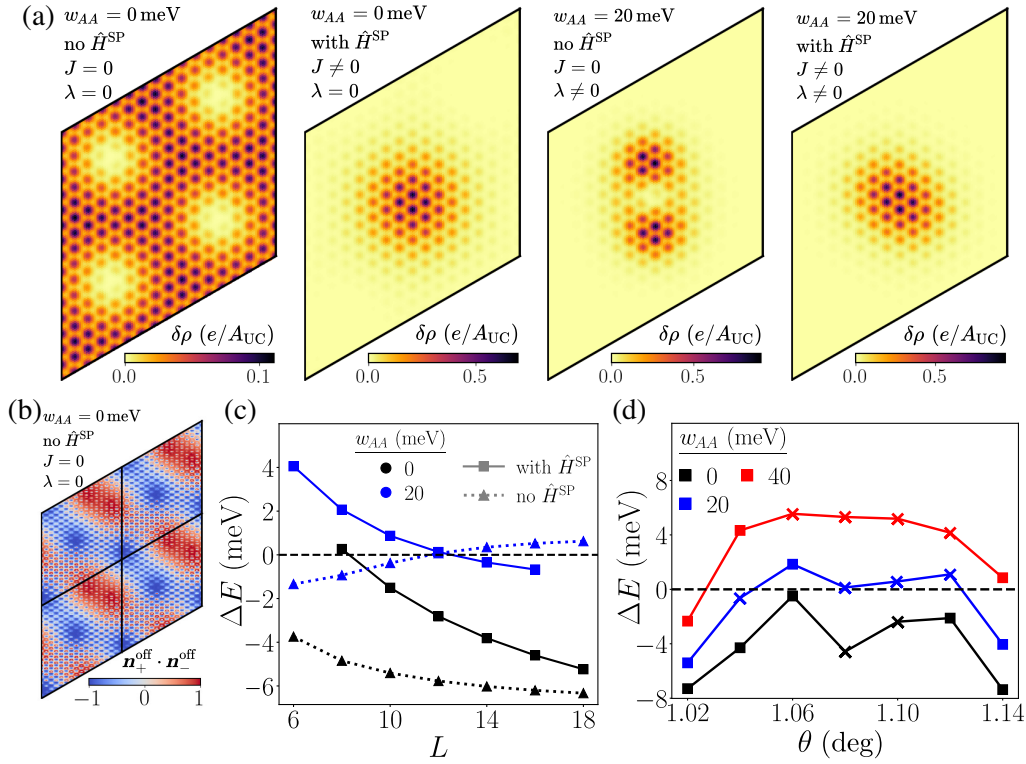 (a)
w_AA = 0 meV
no Ĥ^SP
J = 0
λ = 0
δρ (e/A_UC)
0.0 0.1
w_AA = 0 meV
with Ĥ^SP
J ≠ 0
λ = 0
δρ (e/A_UC)
0.0 0.5
w_AA = 20 meV
no Ĥ^SP
J = 0
λ ≠ 0
δρ (e/A_UC)
0.0 0.5
w_AA = 20 meV
with Ĥ^SP
J ≠ 0
λ ≠ 0
δρ (e/A_UC)
0.0 0.5
(b)
w_AA = 0 meV
no Ĥ^SP
J = 0
λ = 0
n_+^off · n_-^off
−1 0 1
(c)
w_AA (meV)
0
20
with Ĥ^SP
no Ĥ^SP
ΔE (meV)
4
2
0
−2
−4
−6
6 10 14 18
L
(d)
w_AA (meV)
0
20
40
ΔE (meV)
8
4
0
−4
−8
1.02 1.06 1.10 1.14
θ (deg)